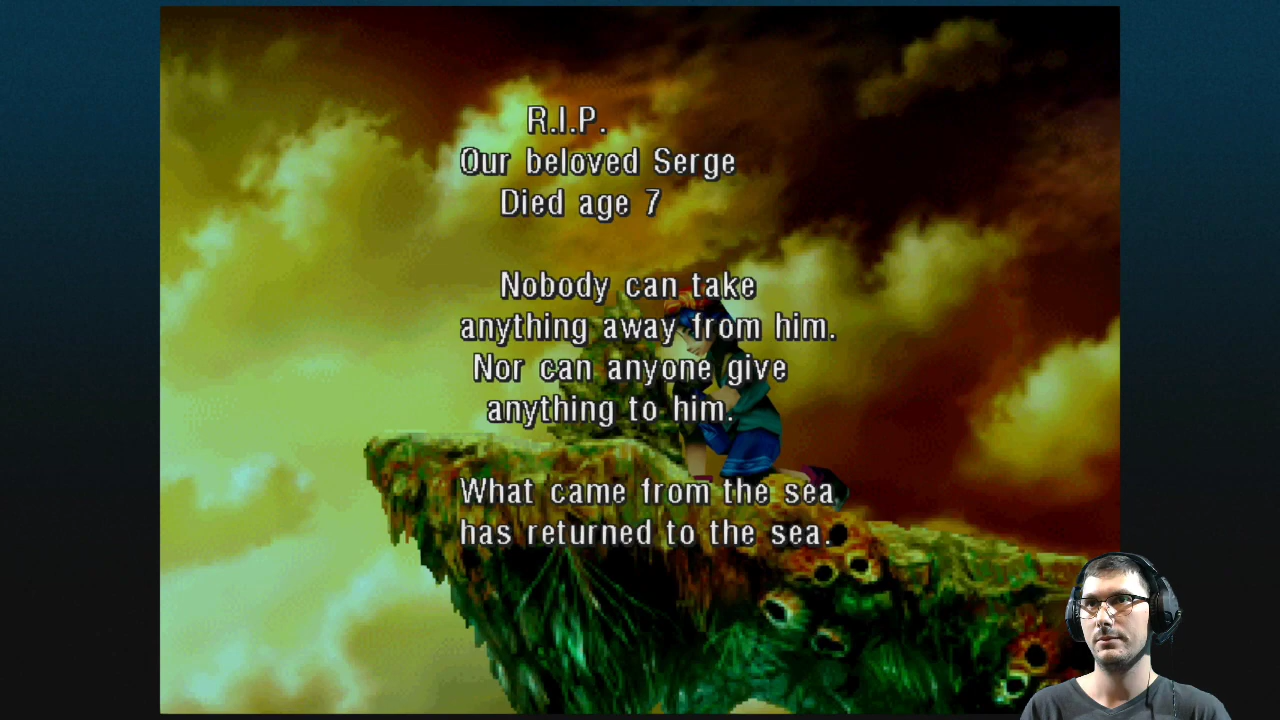 R.I.P.
Our beloved Serge
Died age 7
Nobody can take
anything away from him.
Nor can anyone give
anything to him.
What came from the sea
has returned to the sea.